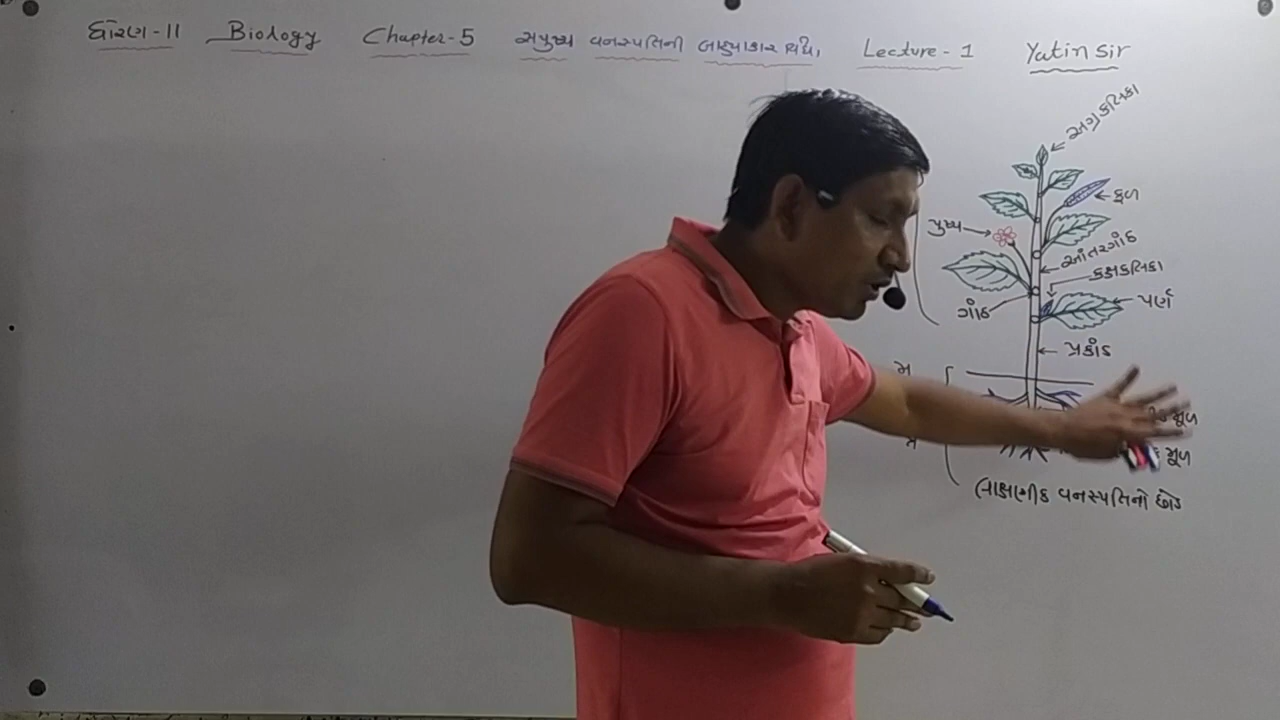 ધોરણ-11 Biology Chapter-5 સપુષ્પ વનસ્પતિની બાહ્યાકાર વિદ્યા Lecture-1 Yatin Sir
અગ્રકલિકા
ફળ
પુષ્પ
આંતરગાંઠ
કક્ષકલિકા
પર્ણ
ગાંઠ
પ્રકાંડ
મૂળ
મૂળ
લાક્ષણીક વનસ્પતિનો છોડ